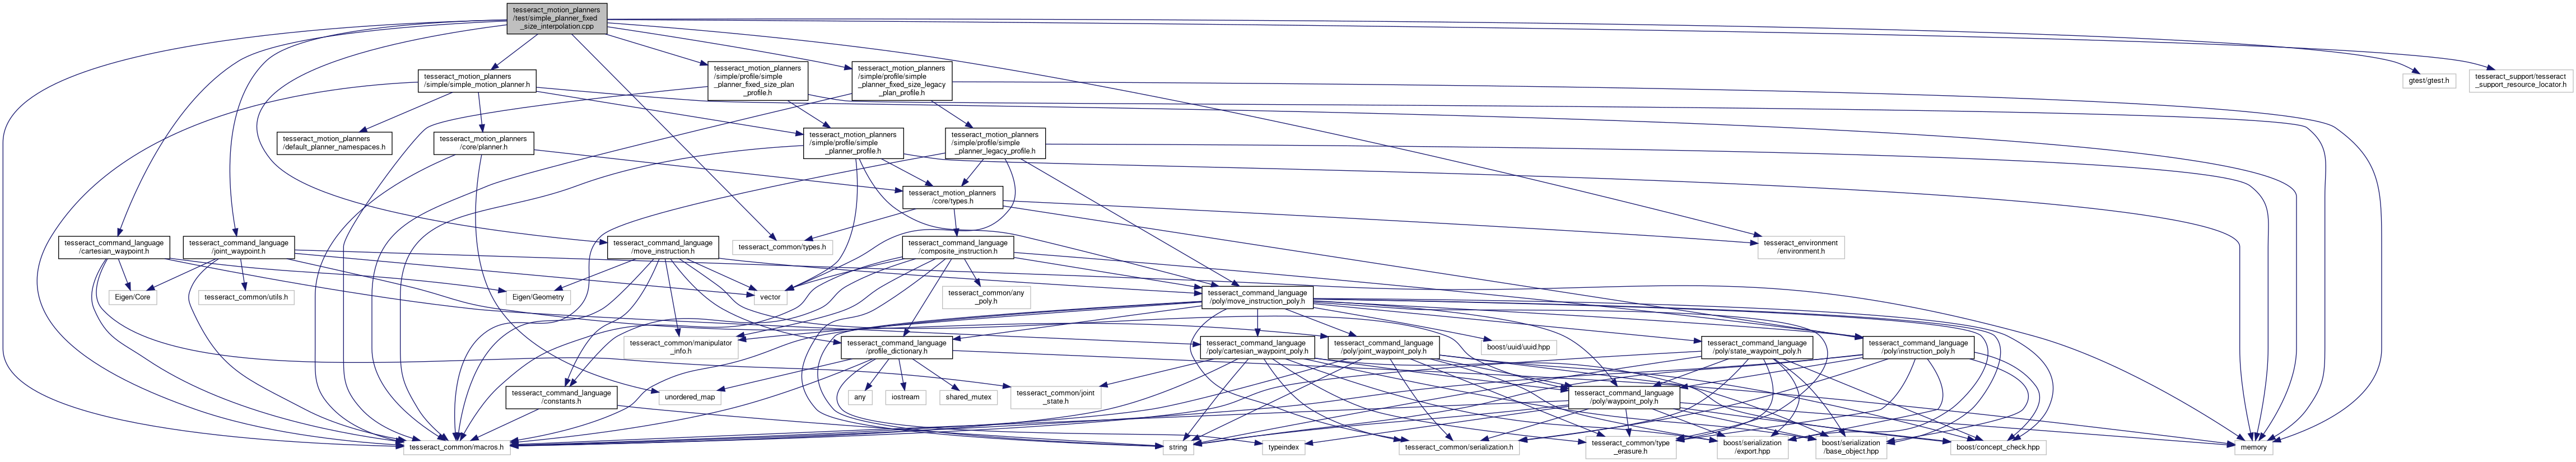 tesseract_motion_planners
/test/simple_planner_fixed
_size_interpolation.cpp
tesseract_motion_planners
/simple/simple_motion_planner.h
tesseract_motion_planners
/simple/profile/simple
_planner_fixed_size_plan
_profile.h
tesseract_motion_planners
/simple/profile/simple
_planner_fixed_size_legacy
_plan_profile.h
gtest/gtest.h
tesseract_support/tesseract
_support_resource_locator.h
tesseract_motion_planners
/default_planner_namespaces.h
tesseract_motion_planners
/core/planner.h
tesseract_motion_planners
/simple/profile/simple
_planner_profile.h
tesseract_motion_planners
/simple/profile/simple
_planner_legacy_profile.h
tesseract_motion_planners
/core/types.h
tesseract_command_language
/cartesian_waypoint.h
tesseract_command_language
/joint_waypoint.h
tesseract_command_language
/move_instruction.h
tesseract_common/types.h
tesseract_command_language
/composite_instruction.h
tesseract_environment
/environment.h
Eigen/Core
tesseract_common/utils.h
Eigen/Geometry
vector
tesseract_common/any
_poly.h
tesseract_command_language
/poly/move_instruction_poly.h
tesseract_common/manipulator
_info.h
tesseract_command_language
/profile_dictionary.h
tesseract_command_language
/poly/cartesian_waypoint_poly.h
tesseract_command_language
/poly/joint_waypoint_poly.h
boost/uuid/uuid.hpp
tesseract_command_language
/poly/state_waypoint_poly.h
tesseract_command_language
/poly/instruction_poly.h
tesseract_command_language
/constants.h
unordered_map
any
iostream
shared_mutex
tesseract_common/joint
_state.h
tesseract_command_language
/poly/waypoint_poly.h
tesseract_common/macros.h
string
typeindex
tesseract_common/serialization.h
tesseract_common/type
_erasure.h
boost/serialization
/export.hpp
boost/serialization
/base_object.hpp
boost/concept_check.hpp
memory